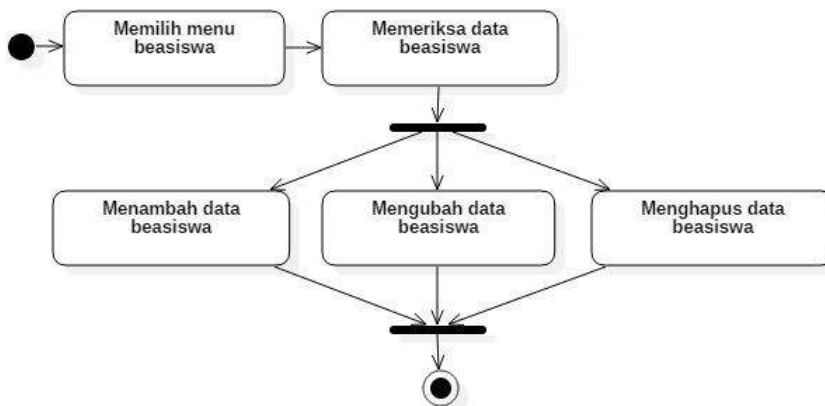 Memilih menu
beasiswa
Memeriksa data
beasiswa
Menambah data
beasiswa
Mengubah data
beasiswa
Menghapus data
beasiswa